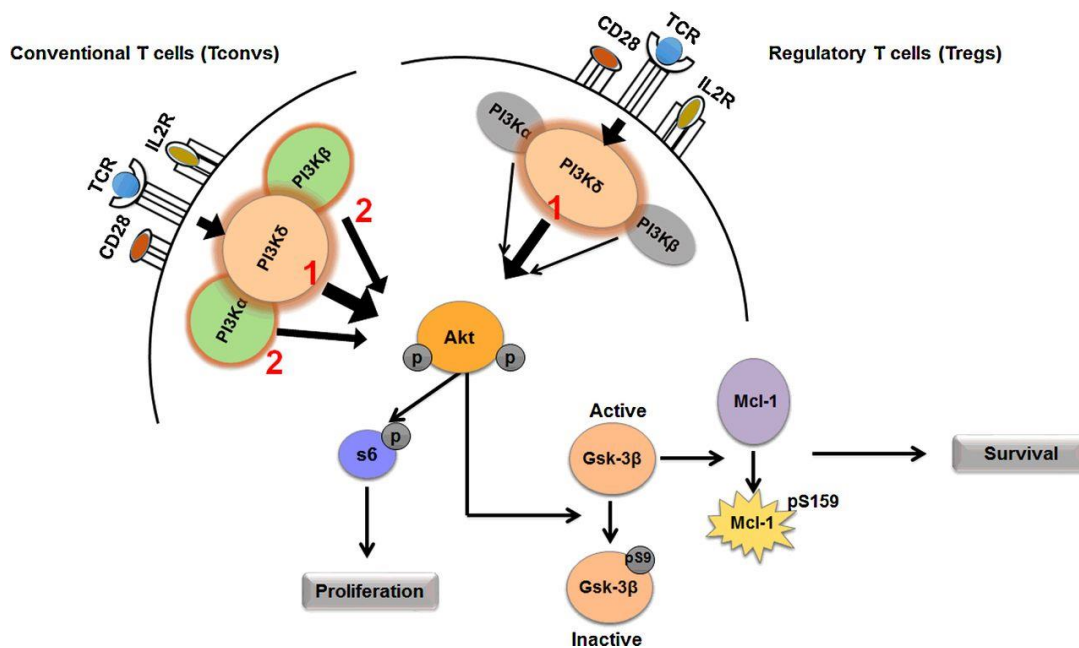 Conventional T cells (Tconvs)
Regulatory T cells (Tregs)
CD28
TCR
IL2R
PI3Kα
PI3Kδ
1
PI3Kβ
IL2R
TCR
CD28
PI3Kβ
2
PI3Kδ
1
PI3Kα
2
Akt
p
p
p
s6
Proliferation
Active
Gsk-3β
pS9
Gsk-3β
Inactive
Mcl-1
Mcl-1
pS159
Survival